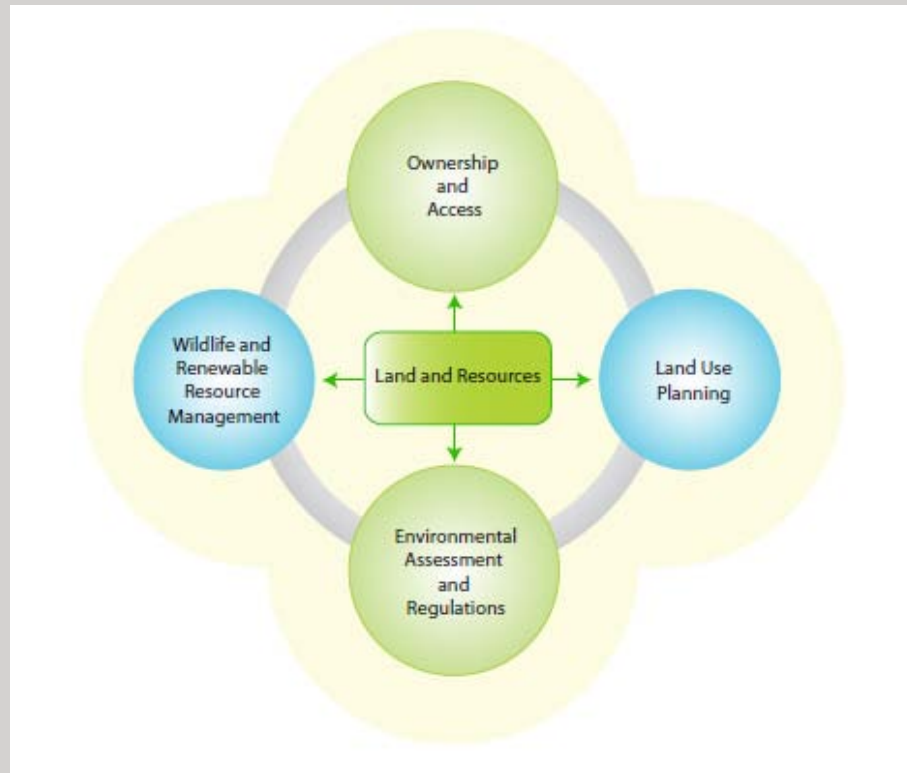 Ownership
and
Access
Wildlife and
Renewable
Resource
Management
Land and Resources
Land Use
Planning
Environmental
Assessment
and
Regulations